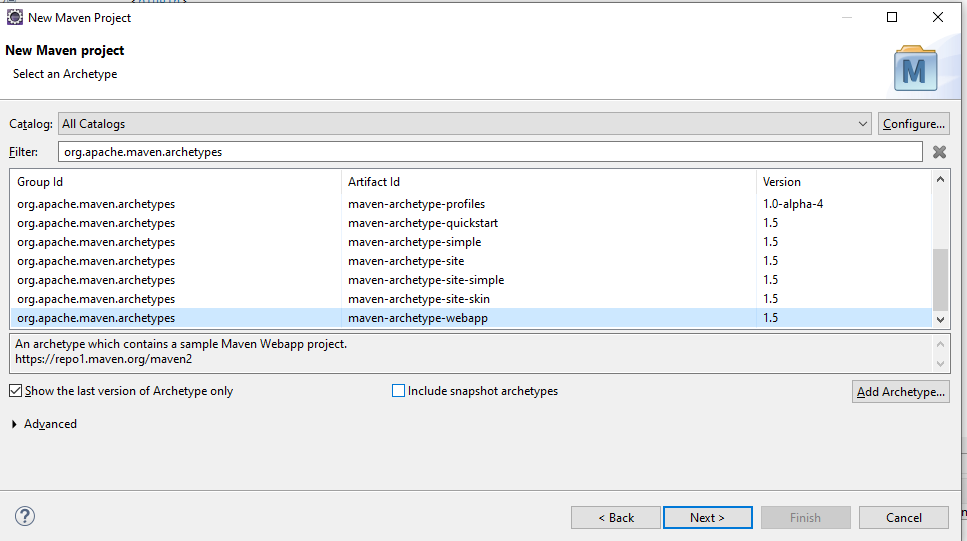 New Maven Project
New Maven project
Select an Archetype
M
Catalog: All Catalogs Configure...
Filter: org.apache.maven.archetypes
Group Id Artifact Id Version
org.apache.maven.archetypes maven-archetype-profiles 1.0-alpha-4
org.apache.maven.archetypes maven-archetype-quickstart 1.5
org.apache.maven.archetypes maven-archetype-simple 1.5
org.apache.maven.archetypes maven-archetype-site 1.5
org.apache.maven.archetypes maven-archetype-site-simple 1.5
org.apache.maven.archetypes maven-archetype-site-skin 1.5
org.apache.maven.archetypes maven-archetype-webapp 1.5
An archetype which contains a sample Maven Webapp project.
https://repo1.maven.org/maven2
Show the last version of Archetype only Include snapshot archetypes Add Archetype...
Advanced
? < Back Next > Finish Cancel